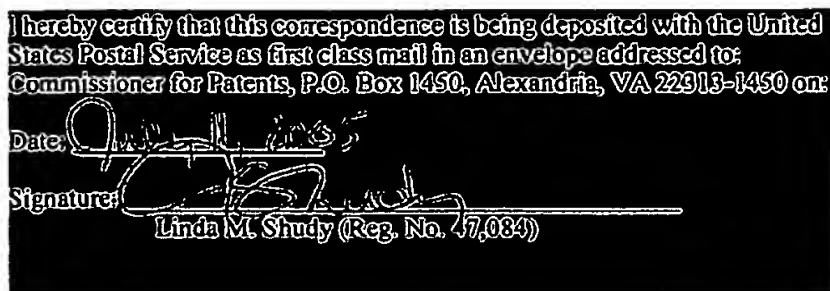 I hereby certify that this correspondence is being deposited with the United
States Postal Service as first class mail in an envelope addressed to:
Commissioner for Patents, P.O. Box 1450, Alexandria, VA 22313-1450 on:
Date:
Signature:
Linda M. Shudy (Reg. No. 47,084)